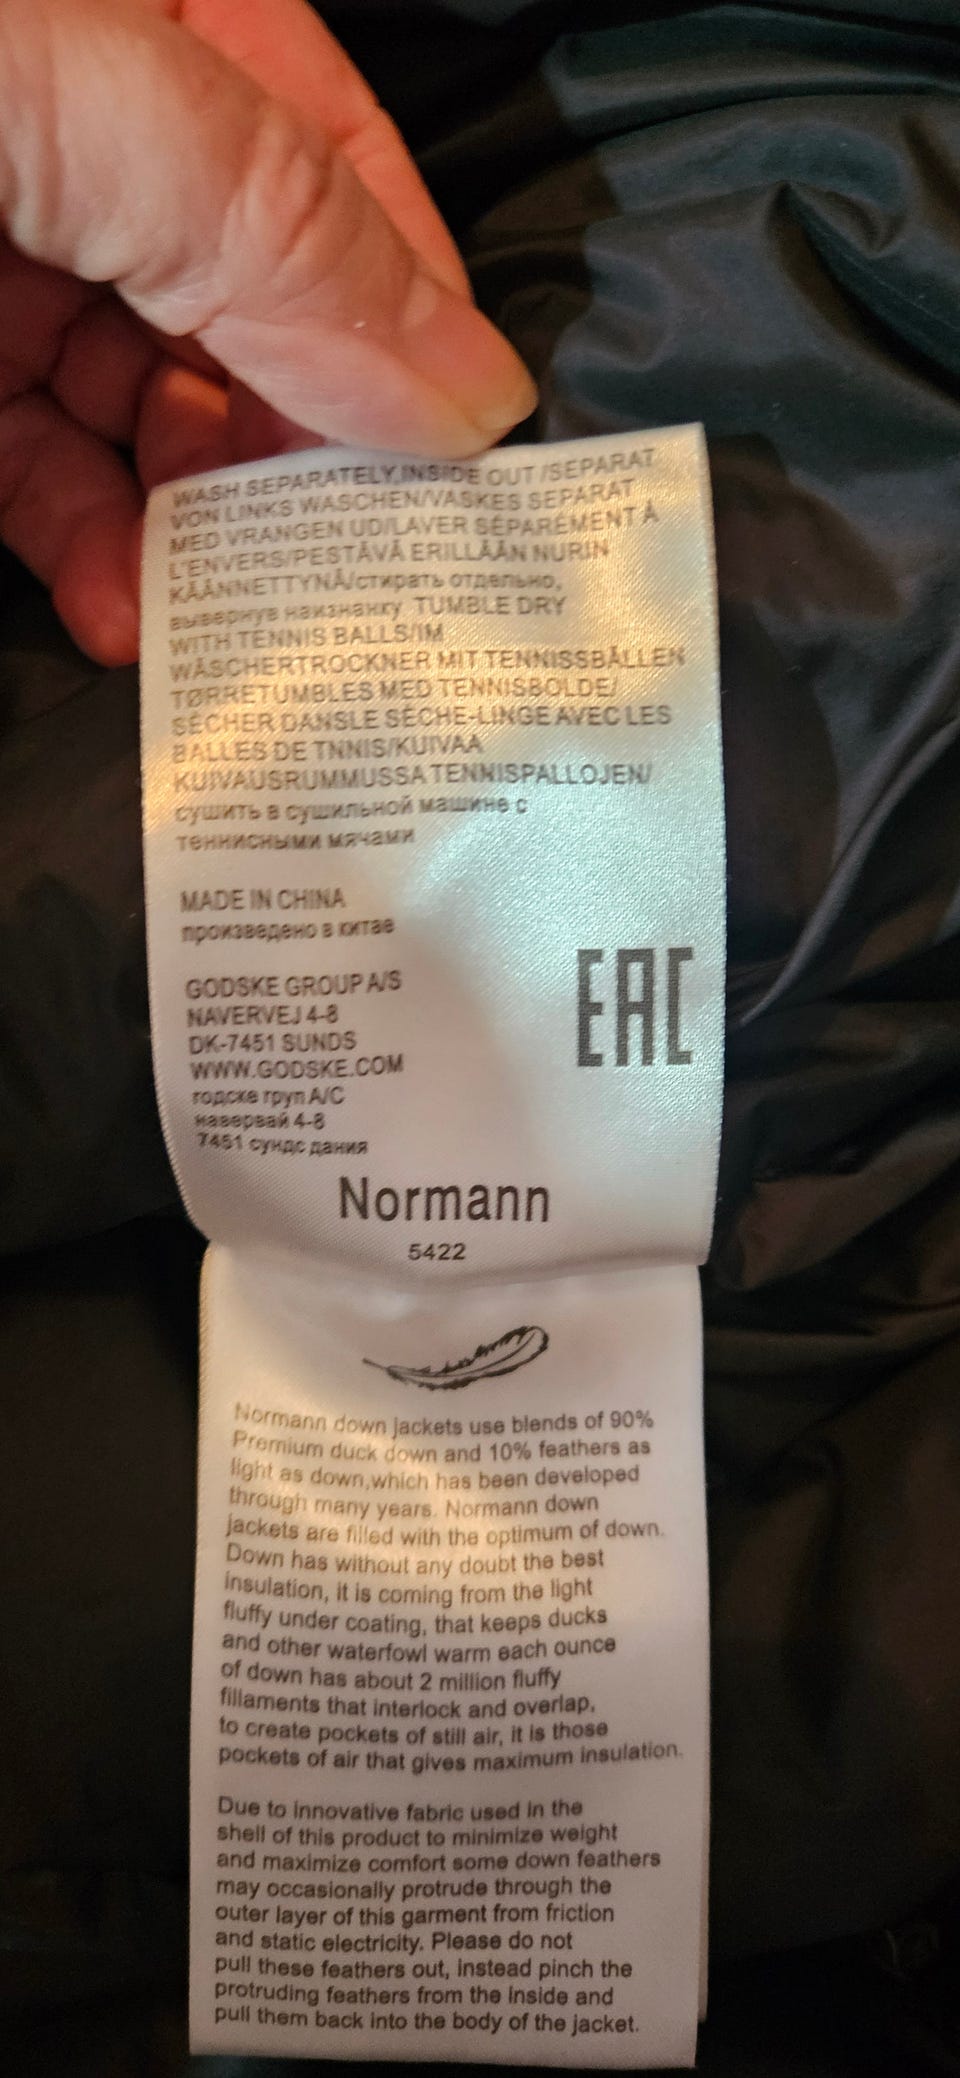 WASH SEPARATELY,INSIDE OUT /SEPARAT
VON LINKS WASCHEN/VASKES SEPARAT
MED VRANGEN UD/LAVER SÉPARÉMENT À
L'ENVERS/PESTÄVÄ ERILLÄÄN NURIN
KÄÄNNETTYNÄ/стирать отдельно,
вывернув наизнанку TUMBLE DRY
WITH TENNIS BALLS/IM
WÄSCHERTROCKNER MIT TENNISSBÄLLEN
TØRRETUMBLES MED TENNISBOLDE/
SÈCHER DANSLE SÈCHE-LINGE AVEC LES
BALLES DE TNNIS/KUIVAA
KUIVAUSRUMMUSSA TENNISPALLOJEN/
сушить в сушильной машине с
теннисными мячами
MADE IN CHINA
произведено в китае
GODSKE GROUP A/S
NAVERVEJ 4-8
DK-7451 SUNDS
WWW.GODSKE.COM
годске груп A/C
навервай 4-8
7451 сундс дания
EAC
Normann
5422
Normann down jackets use blends of 90%
Premium duck down and 10% feathers as
light as down,which has been developed
through many years. Normann down
jackets are filled with the optimum of down.
Down has without any doubt the best
insulation, it is coming from the light
fluffy under coating, that keeps ducks
and other waterfowl warm each ounce
of down has about 2 million fluffy
fillaments that interlock and overlap,
to create pockets of still air, it is those
pockets of air that gives maximum insulation.
Due to innovative fabric used in the
shell of this product to minimize weight
and maximize comfort some down feathers
may occasionally protrude through the
outer layer of this garment from friction
and static electricity. Please do not
pull these feathers out, instead pinch the
protruding feathers from the inside and
pull them back into the body of the jacket.